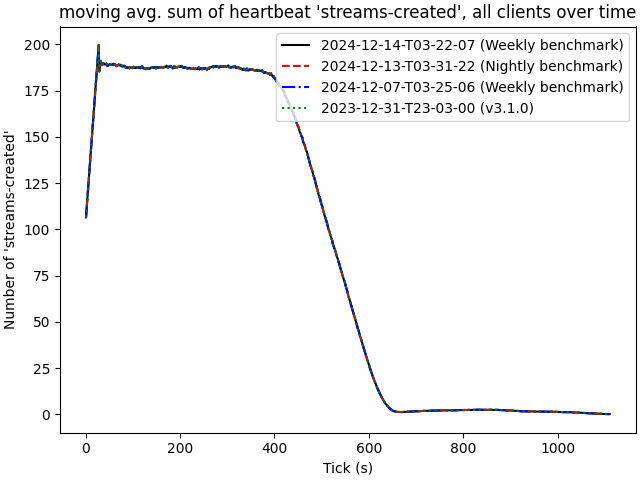 moving avg. sum of heartbeat 'streams-created', all clients over time
2024-12-14-T03-22-07 (Weekly benchmark)
2024-12-13-T03-31-22 (Nightly benchmark)
2024-12-07-T03-25-06 (Weekly benchmark)
2023-12-31-T23-03-00 (v3.1.0)
Number of 'streams-created'
200
175
150
125
100
75
50
25
0
0 200 400 600 800 1000
Tick (s)